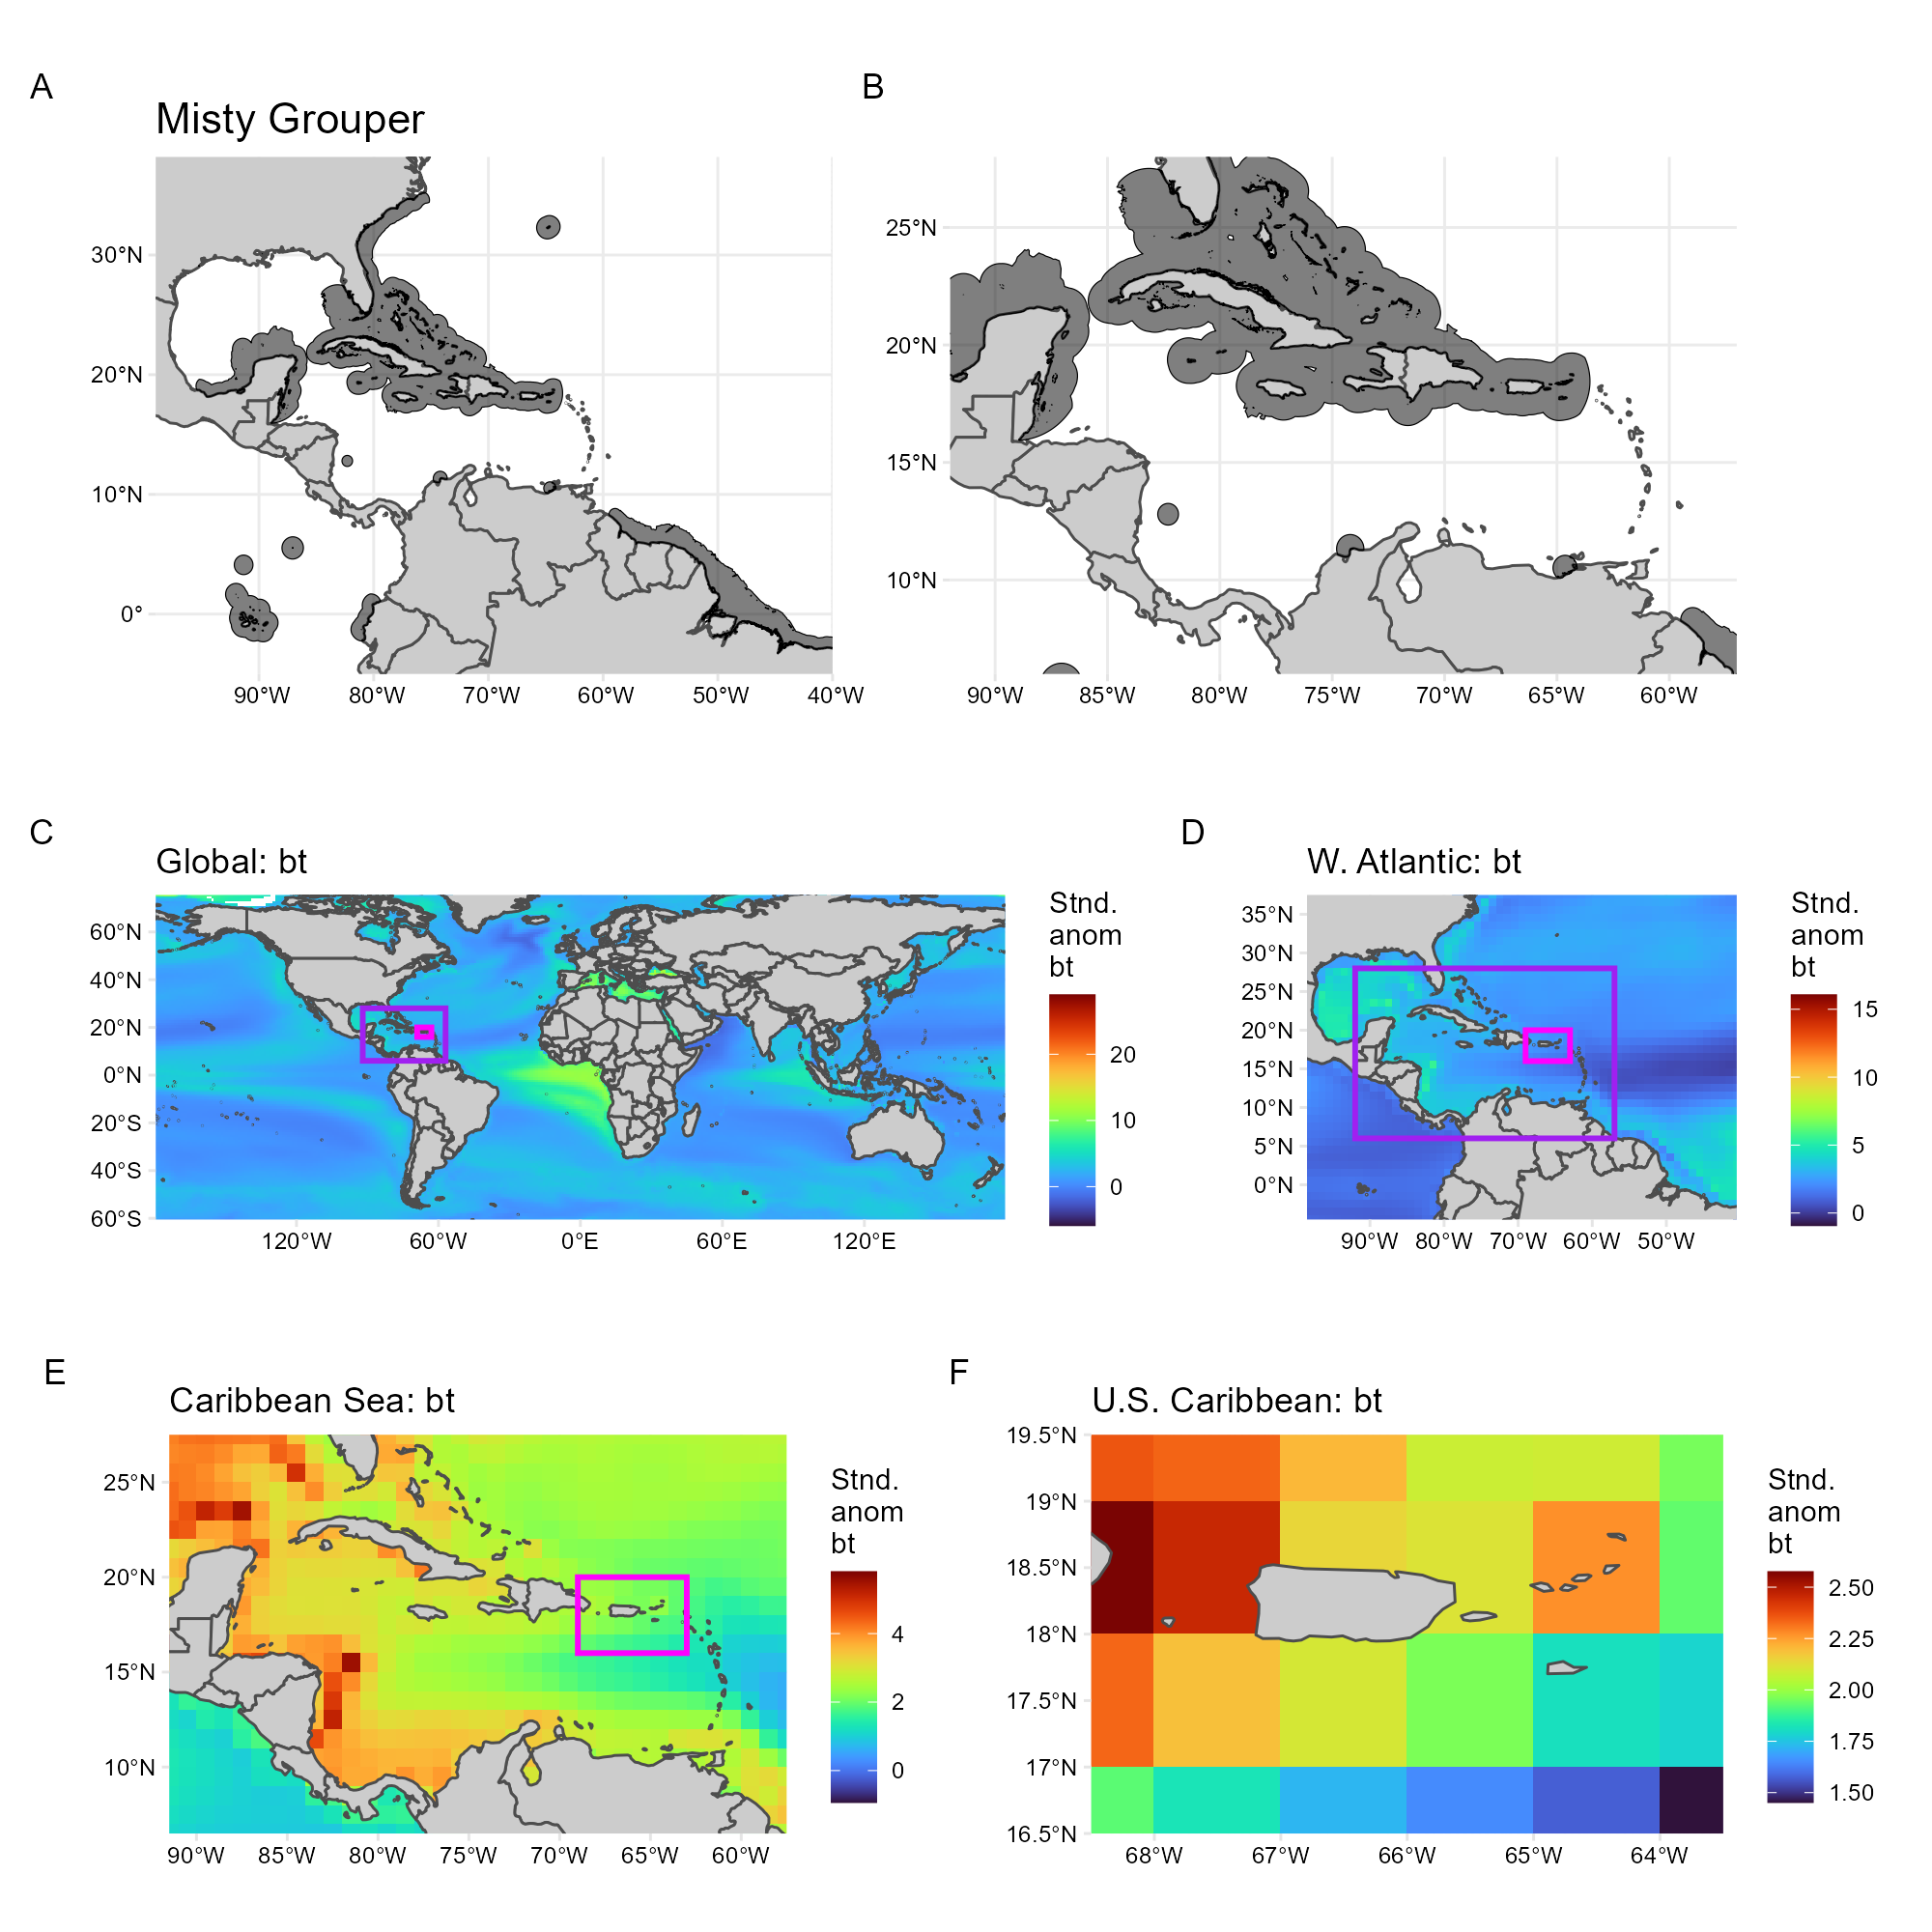 A
B
Misty Grouper
30°N
20°N
10°N
0°
90°W 80°W 70°W 60°W 50°W 40°W
25°N
20°N
15°N
10°N
90°W 85°W 80°W 75°W 70°W 65°W 60°W
C
D
Global: bt
60°N
40°N
20°N
0°N
20°S
40°S
60°S
120°W 60°W 0°E 60°E 120°E
Stnd.
anom
bt
20
10
0
W. Atlantic: bt
35°N
30°N
25°N
20°N
15°N
10°N
5°N
0°N
90°W 80°W 70°W 60°W 50°W
Stnd.
anom
bt
15
10
5
0
E
F
Caribbean Sea: bt
25°N
20°N
15°N
10°N
90°W 85°W 80°W 75°W 70°W 65°W 60°W
Stnd.
anom
bt
4
2
0
U.S. Caribbean: bt
19.5°N
19°N
18.5°N
18°N
17.5°N
17°N
16.5°N
68°W 67°W 66°W 65°W 64°W
Stnd.
anom
bt
2.50
2.25
2.00
1.75
1.50